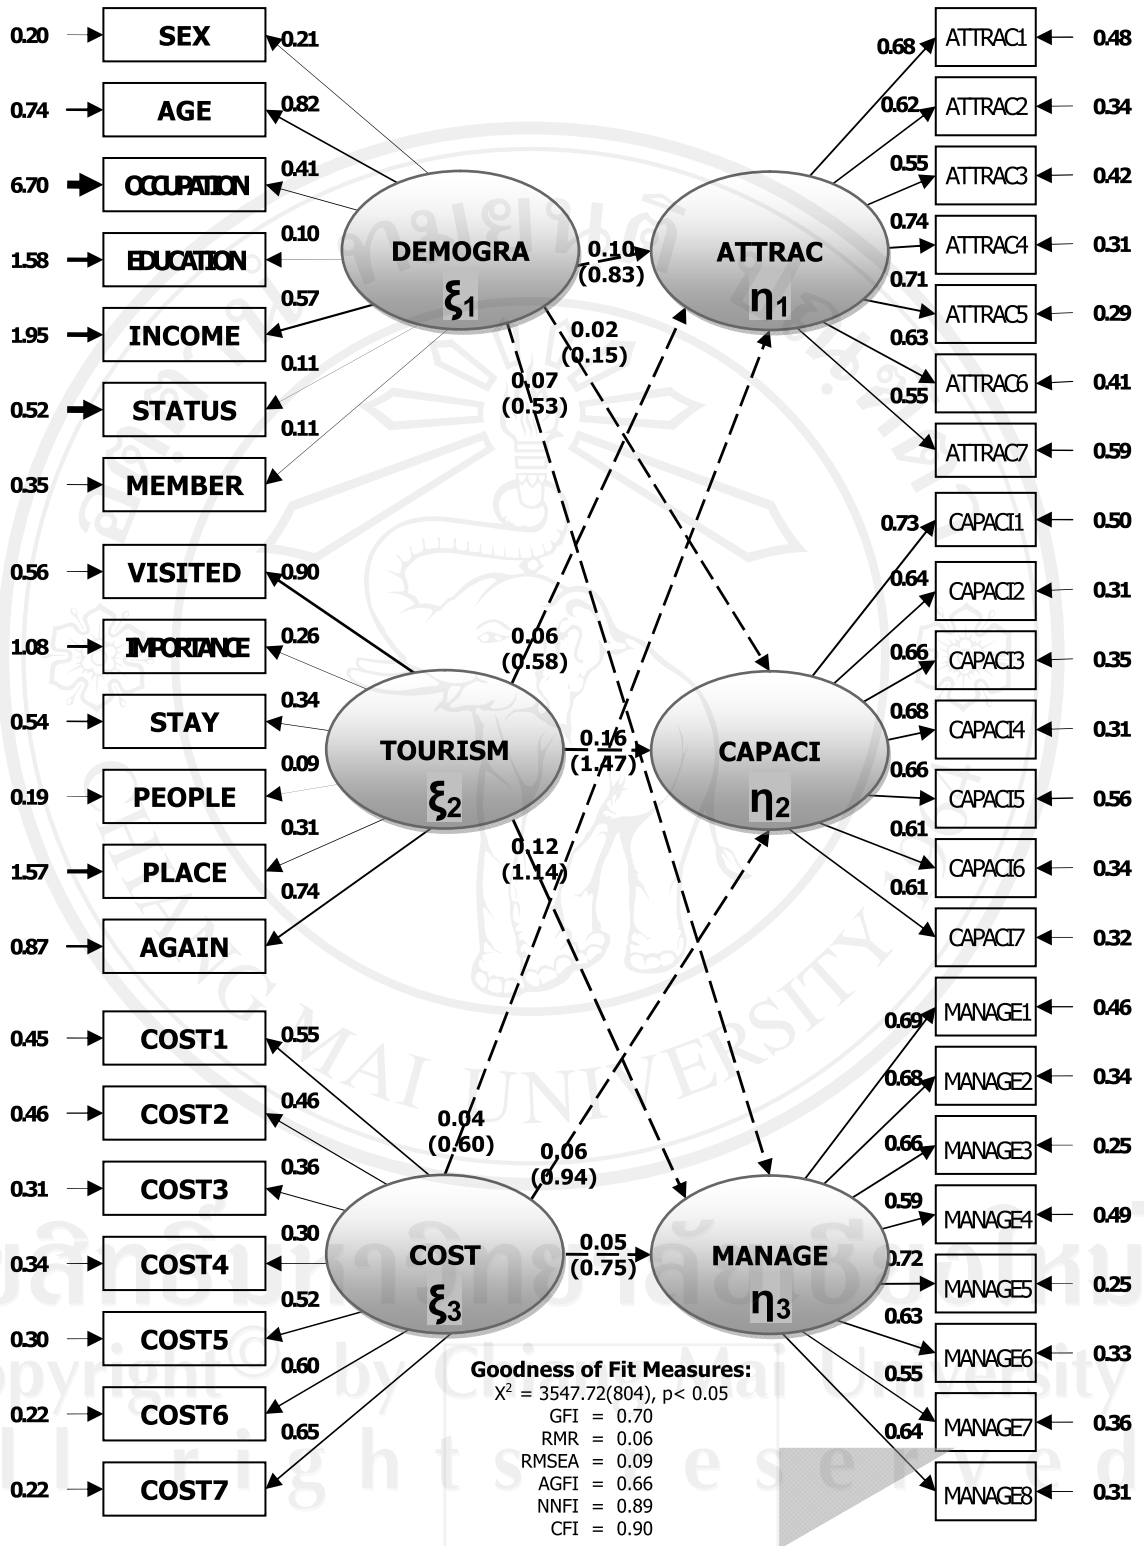 0.20 SEX 0.21
0.74 AGE 0.82
6.70 OCCUPATION 0.41
1.58 EDUCATION 0.10
1.95 INCOME 0.57
0.52 STATUS 0.11
0.35 MEMBER 0.11
DEMOGRA
ξ1
0.56 VISITED 0.90
1.08 IMPORTANCE 0.26
0.54 STAY 0.34
0.19 PEOPLE 0.09
1.57 PLACE 0.31
0.87 AGAIN 0.74
TOURISM
ξ2
0.45 COST1 0.55
0.46 COST2 0.46
0.31 COST3 0.36
0.34 COST4 0.30
0.30 COST5 0.52
0.22 COST6 0.60
0.22 COST7 0.65
COST
ξ3
0.10
(0.83)
0.02
(0.15)
0.07
(0.53)
0.06
(0.58)
0.16
(1.47)
0.12
(1.14)
0.04
(0.60)
0.06
(0.94)
0.05
(0.75)
ATTRAC
η1
0.68 ATTRAC1 0.48
0.62 ATTRAC2 0.34
0.55 ATTRAC3 0.42
0.74 ATTRAC4 0.31
0.71 ATTRAC5 0.29
0.63 ATTRAC6 0.41
0.55 ATTRAC7 0.59
CAPACI
η2
0.73 CAPACI1 0.50
0.64 CAPACI2 0.31
0.66 CAPACI3 0.35
0.68 CAPACI4 0.31
0.66 CAPACI5 0.56
0.61 CAPACI6 0.34
0.61 CAPACI7 0.32
MANAGE
η3
0.69 MANAGE1 0.46
0.68 MANAGE2 0.34
0.66 MANAGE3 0.25
0.59 MANAGE4 0.49
0.72 MANAGE5 0.25
0.63 MANAGE6 0.33
0.55 MANAGE7 0.36
0.64 MANAGE8 0.31
Goodness of Fit Measures:
X² = 3547.72(804), p< 0.05
GFI = 0.70
RMR = 0.06
RMSEA = 0.09
AGFI = 0.66
NNFI = 0.89
CFI = 0.90
CHIANG MAI UNIVERSITY
by Chiang Mai University
rights reserved